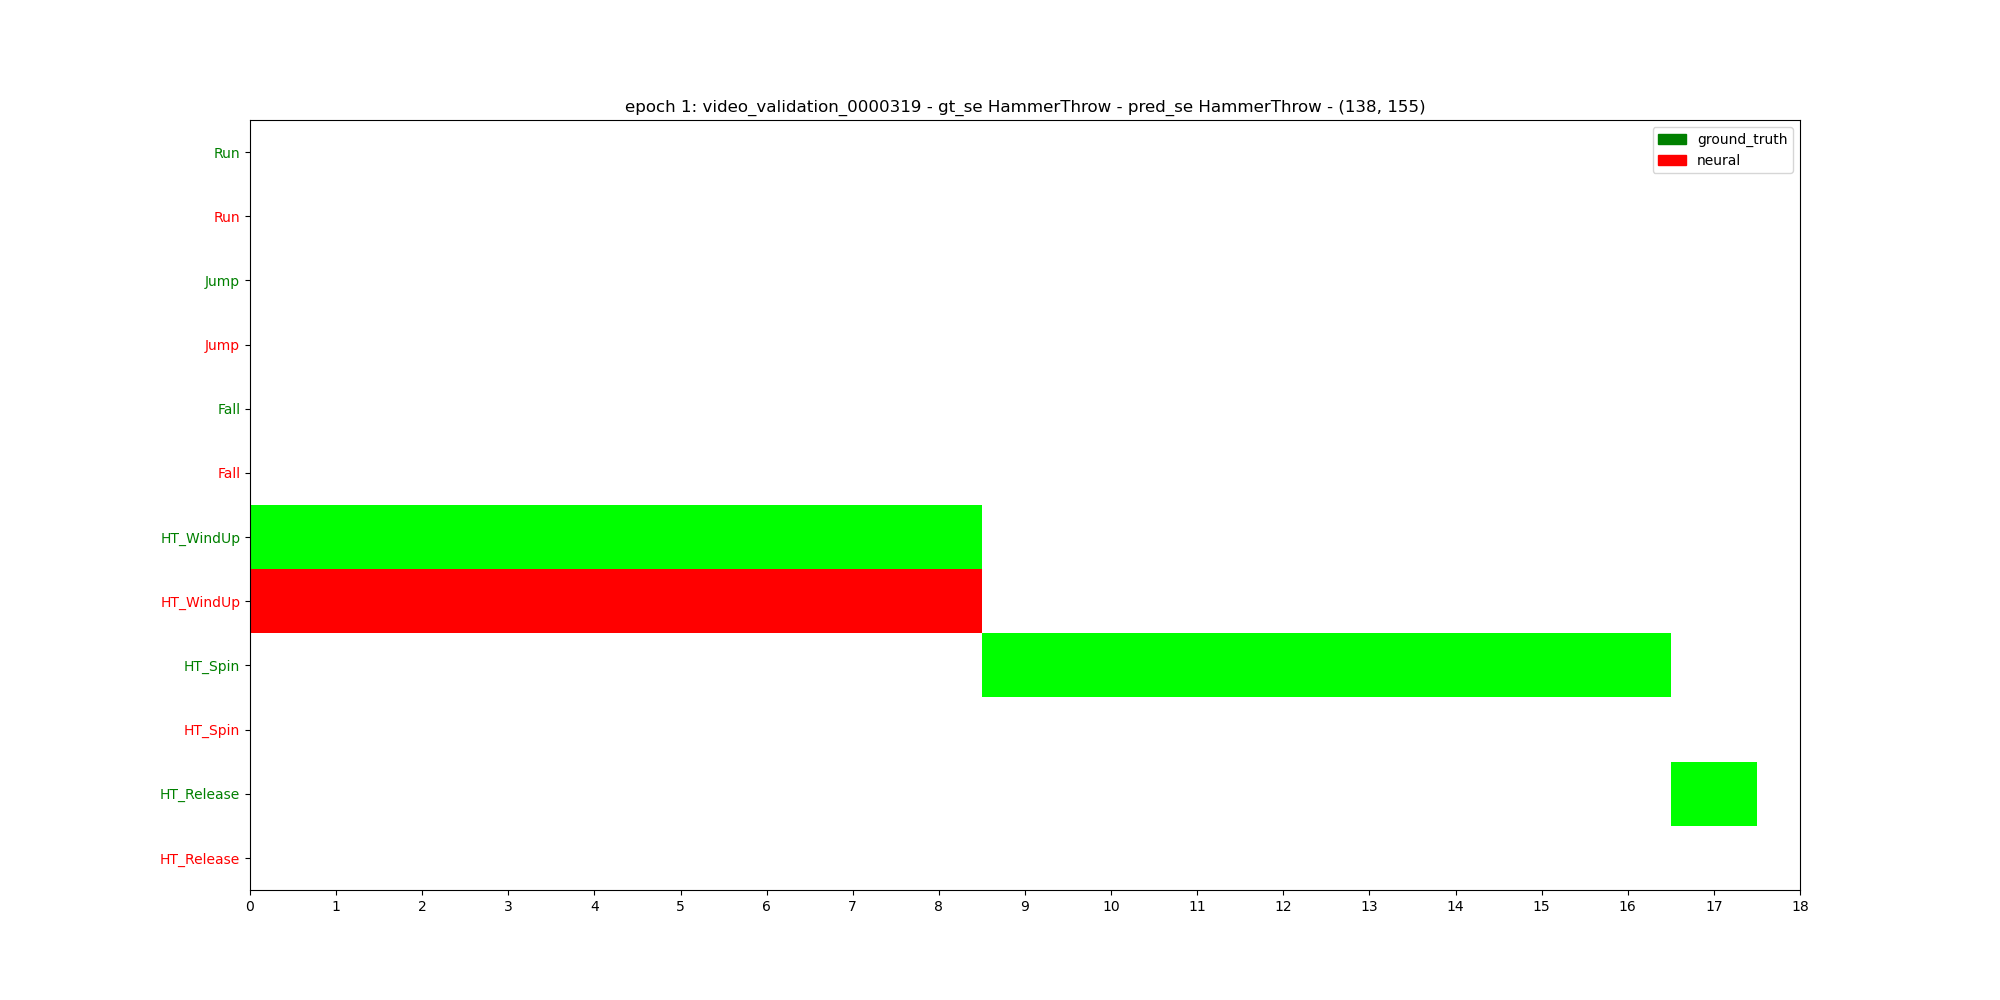 epoch 1: video_validation_0000319 - gt_se HammerThrow - pred_se HammerThrow - (138, 155)
ground_truth
neural
Run
Run
Jump
Jump
Fall
Fall
HT_WindUp
HT_WindUp
HT_Spin
HT_Spin
HT_Release
HT_Release
0 1 2 3 4 5 6 7 8 9 10 11 12 13 14 15 16 17 18